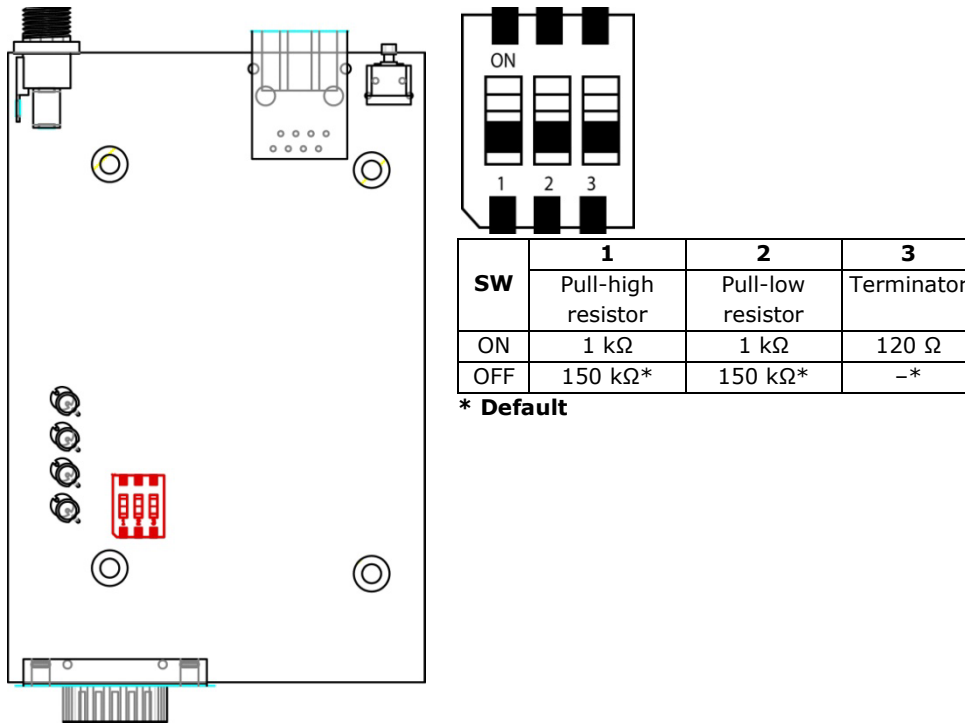 ON
1 2 3
SW 1 2 3
Pull-high resistor Pull-low resistor Terminator
ON 1 kΩ 1 kΩ 120 Ω
OFF 150 kΩ* 150 kΩ* –*
* Default